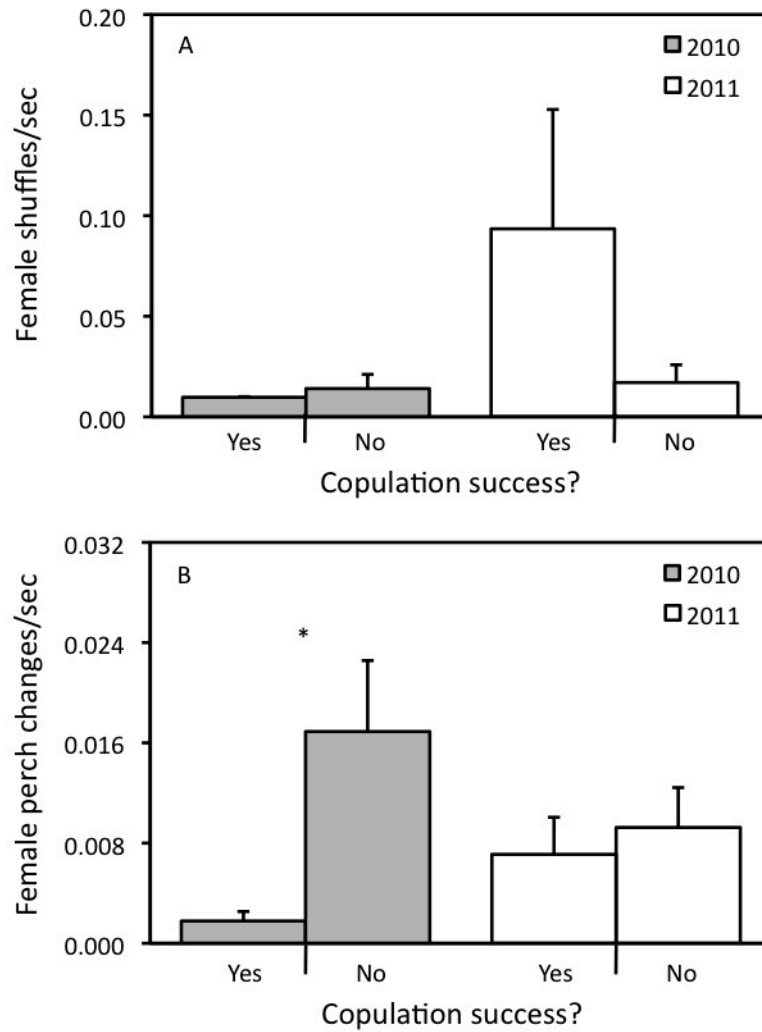 A
2010
2011
0.20
0.15
0.10
0.05
0.00
Female shuffles/sec
Yes No Yes No
Copulation success?
B
2010
2011
0.032
0.024
0.016
0.008
0.000
Female perch changes/sec
*
Yes No Yes No
Copulation success?